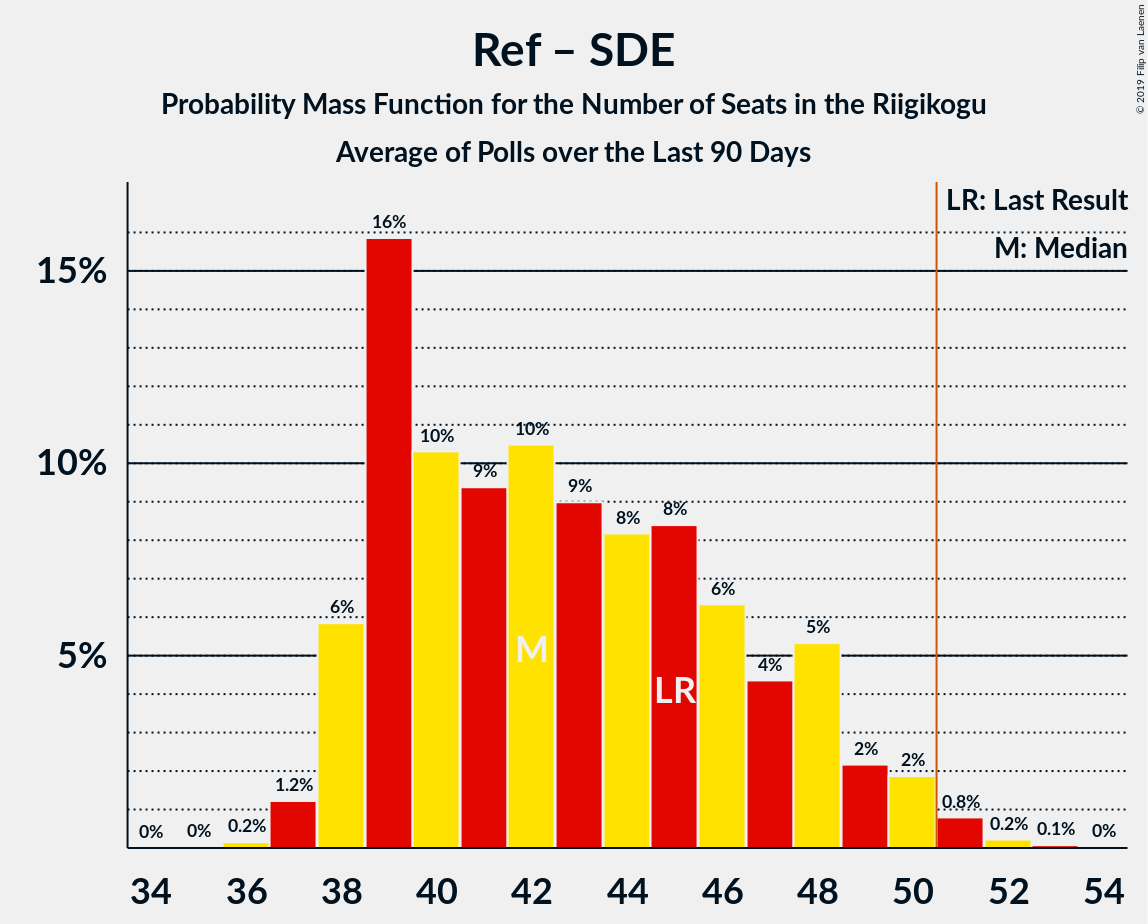 Ref – SDE
Probability Mass Function for the Number of Seats in the Riigikogu
Average of Polls over the Last 90 Days
© 2019 Filip van Laenen
LR: Last Result
M: Median
15%
10%
5%
0%
0%
0.2%
1.2%
6%
16%
10%
9%
10%
9%
8%
8%
6%
4%
5%
2%
2%
0.8%
0.2%
0.1%
0%
M
LR
34 36 38 40 42 44 46 48 50 52 54